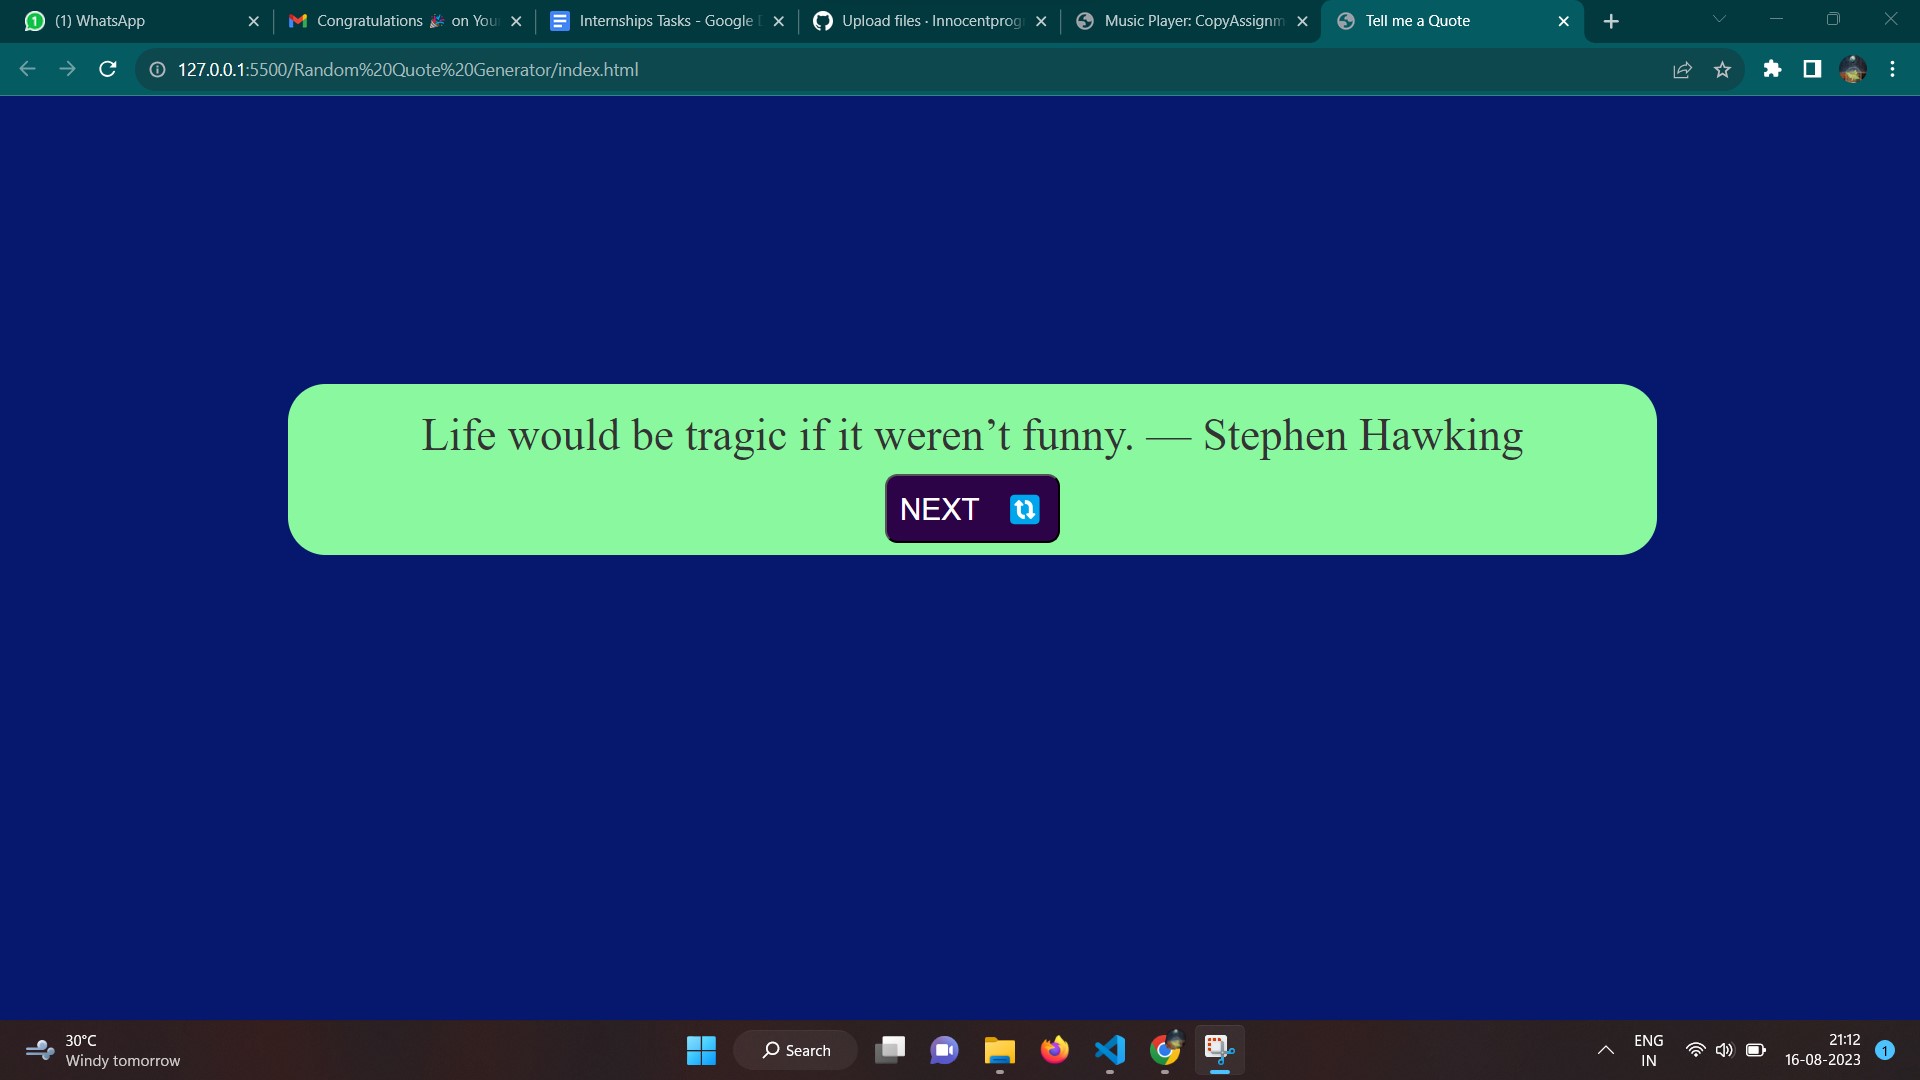 (1) WhatsApp
Congratulations 🎉 on You
Internships Tasks - Google D
Upload files · Innocentprog
Music Player: CopyAssignm
Tell me a Quote
127.0.0.1:5500/Random%20Quote%20Generator/index.html
Life would be tragic if it weren’t funny. — Stephen Hawking
NEXT 🔃
30°C
Windy tomorrow
Search
ENG
IN
21:12
16-08-2023
1